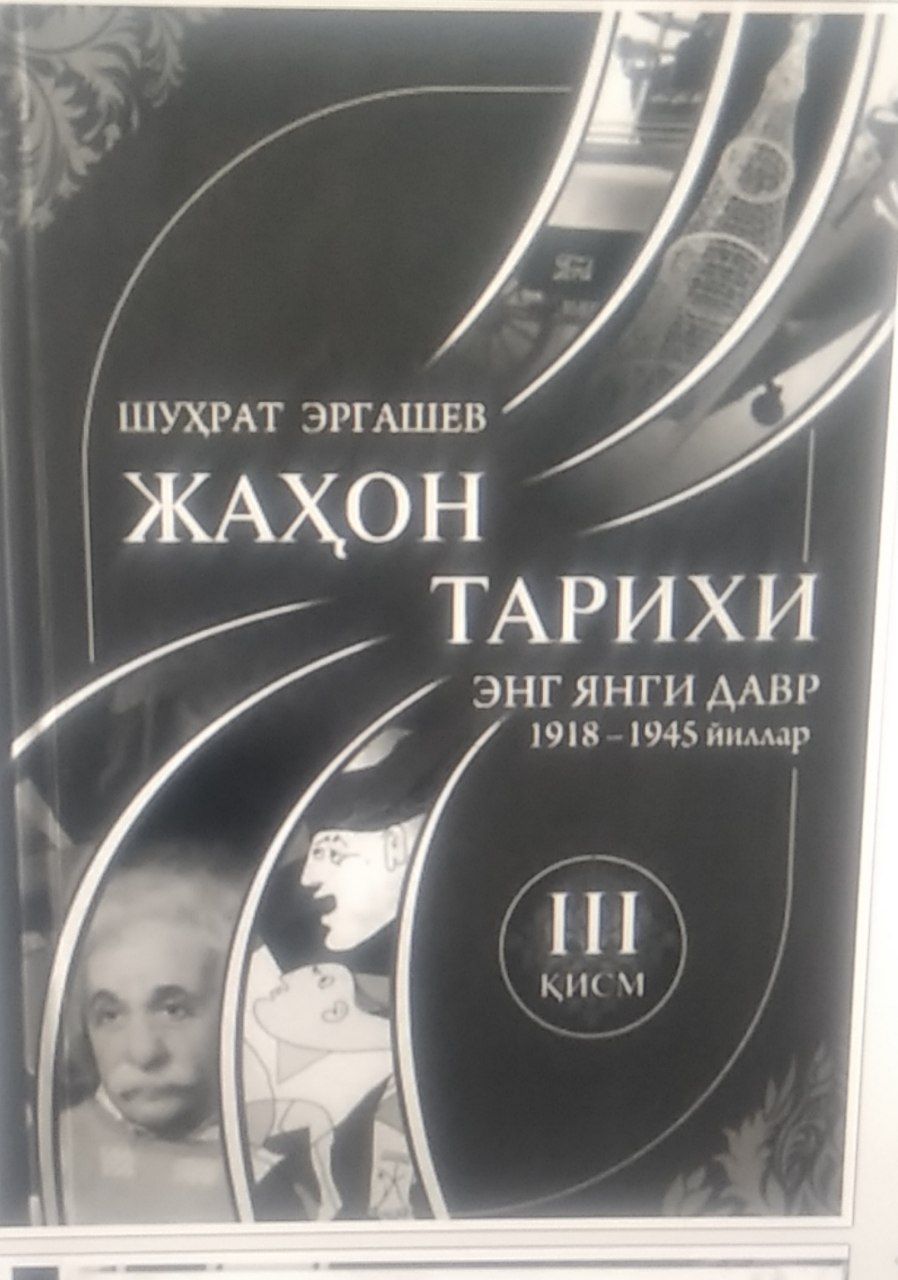 ШУҲРАТ ЭРГАШЕВ
ЖАҲОН
ТАРИХИ
ЭНГ ЯНГИ ДАВР
1918 – 1945 йиллар
III
ҚИСМ